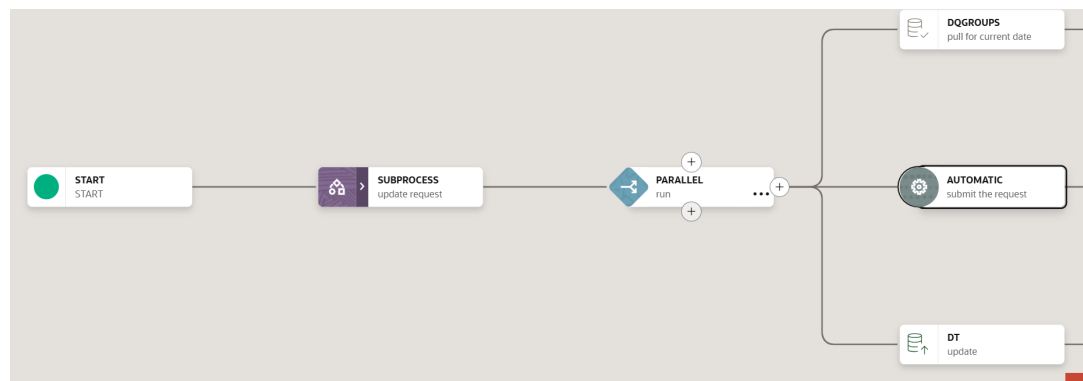 DQGROUPS
pull for current date
START
START
SUBPROCESS
update request
PARALLEL
run
AUTOMATIC
submit the request
DT
update